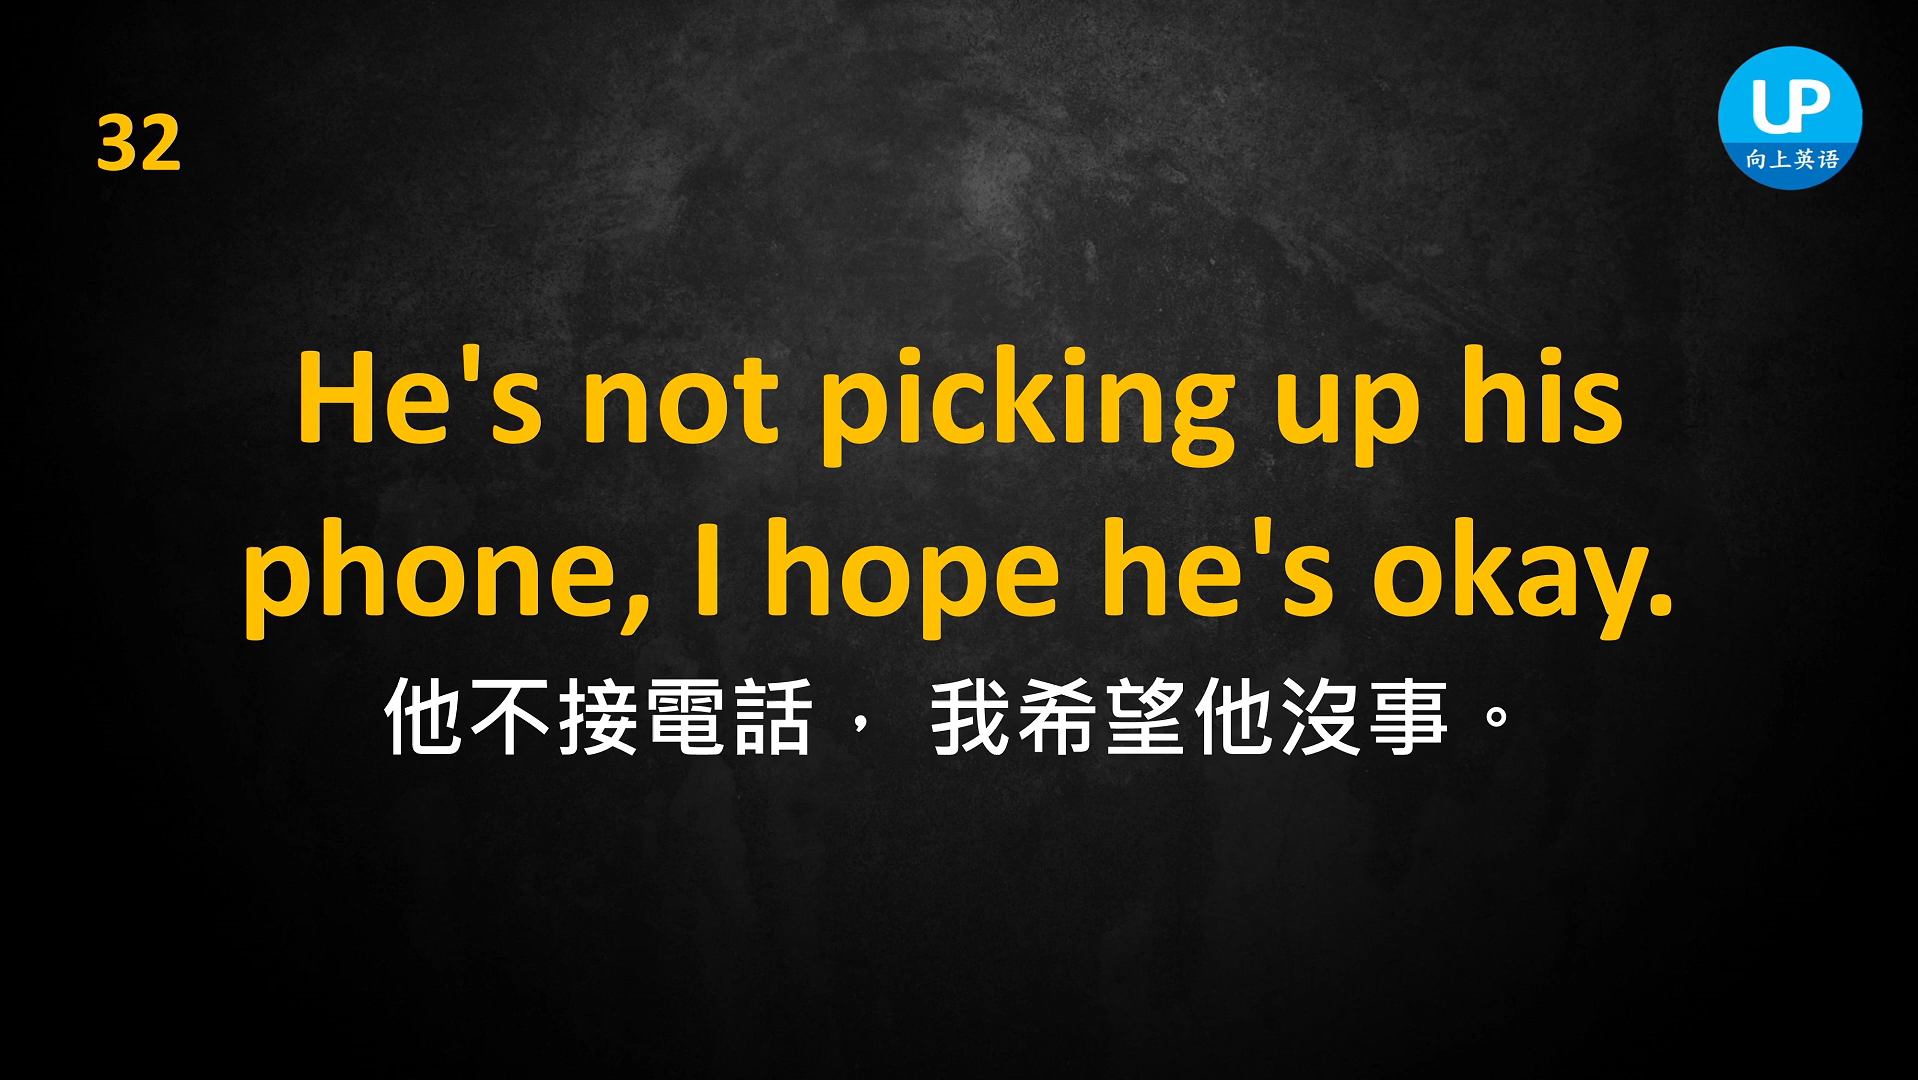 32
UP
向上英语
He's not picking up his
phone, I hope he's okay.
他不接電話， 我希望他沒事。